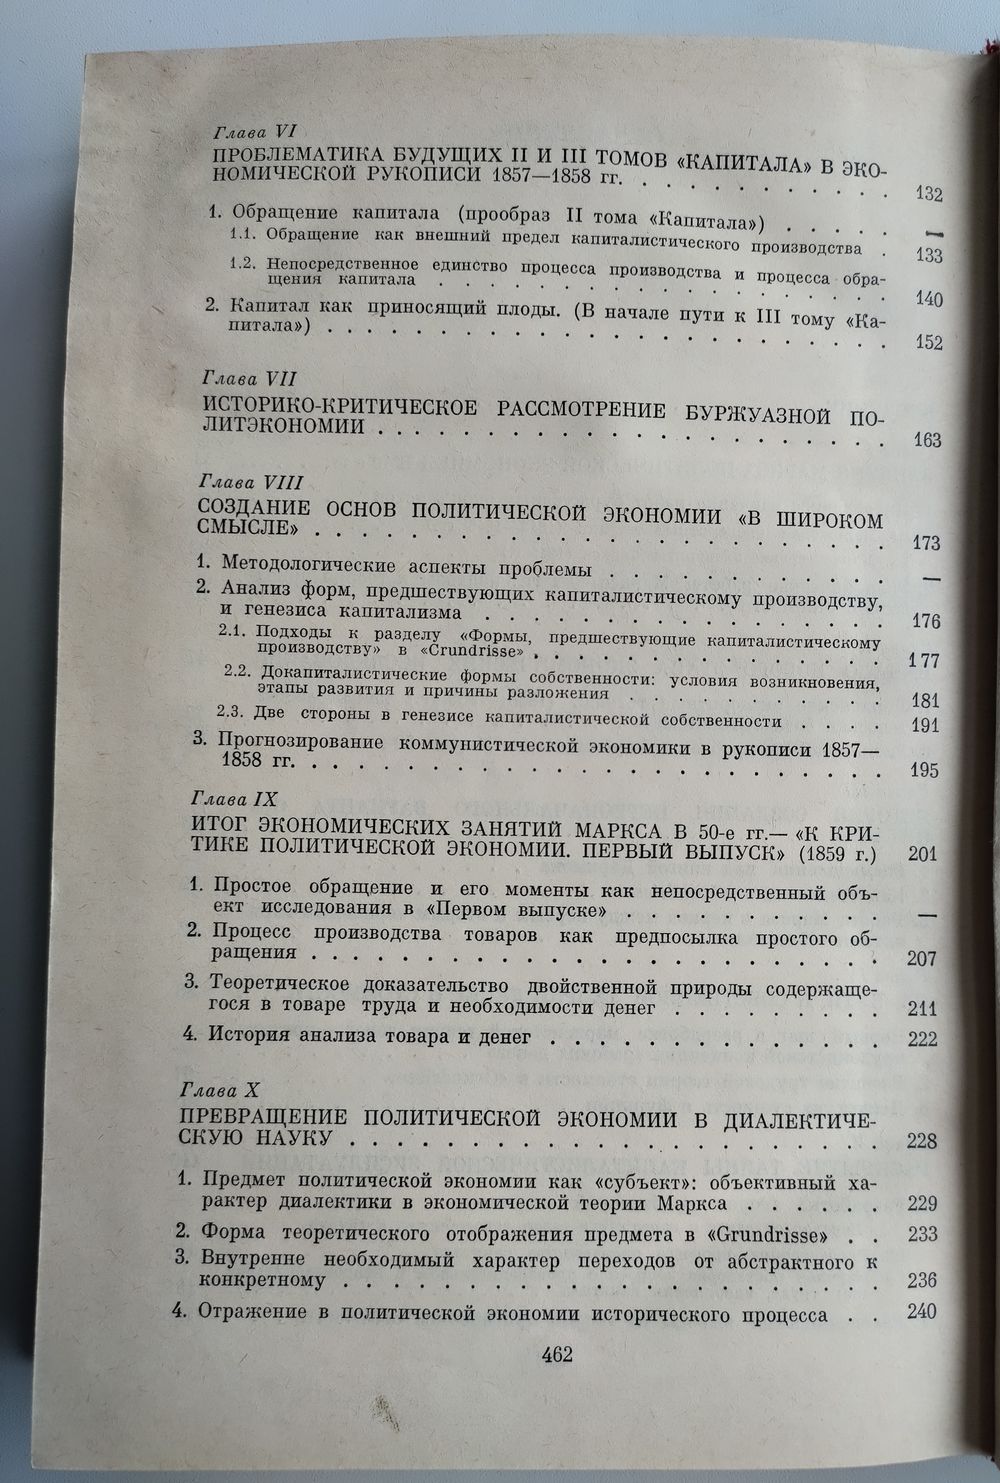 Глава VI
ПРОБЛЕМАТИКА БУДУЩИХ II И III ТОМОВ «КАПИТАЛА» В ЭКО-
НОМИЧЕСКОЙ РУКОПИСИ 1857—1858 гг. . . . . . . . . . . . 132
1. Обращение капитала (прообраз II тома «Капитала») . . . . . —
1.1. Обращение как внешний предел капиталистического производства . 133
1.2. Непосредственное единство процесса производства и процесса обра-
щения капитала . . . . . . . . . . . . . . . . . 140
2. Капитал как приносящий плоды. (В начале пути к III тому «Ка-
питала») . . . . . . . . . . . . . . . . . . . . 152
Глава VII
ИСТОРИКО-КРИТИЧЕСКОЕ РАССМОТРЕНИЕ БУРЖУАЗНОЙ ПО-
ЛИТЭКОНОМИИ . . . . . . . . . . . . . . . . . . . 163
Глава VIII
СОЗДАНИЕ ОСНОВ ПОЛИТИЧЕСКОЙ ЭКОНОМИИ «В ШИРОКОМ
СМЫСЛЕ» . . . . . . . . . . . . . . . . . . . . . 173
1. Методологические аспекты проблемы . . . . . . . . . . —
2. Анализ форм, предшествующих капиталистическому производству,
и генезиса капитализма . . . . . . . . . . . . . . . 176
2.1. Подходы к разделу «Формы, предшествующие капиталистическому
производству» в «Grundrisse» . . . . . . . . . . . . . . 177
2.2. Докапиталистические формы собственности: условия возникновения,
этапы развития и причины разложения . . . . . . . . . . 181
2.3. Две стороны в генезисе капиталистической собственности . . . . 191
3. Прогнозирование коммунистической экономики в рукописи 1857—
1858 гг. . . . . . . . . . . . . . . . . . . . . . 195
Глава IX
ИТОГ ЭКОНОМИЧЕСКИХ ЗАНЯТИЙ МАРКСА В 50-е гг.— «К КРИ-
ТИКЕ ПОЛИТИЧЕСКОЙ ЭКОНОМИИ. ПЕРВЫЙ ВЫПУСК» (1859 г.) 201
1. Простое обращение и его моменты как непосредственный объ-
ект исследования в «Первом выпуске» . . . . . . . . . . —
2. Процесс производства товаров как предпосылка простого об-
ращения . . . . . . . . . . . . . . . . . . . . . 207
3. Теоретическое доказательство двойственной природы содержаще-
гося в товаре труда и необходимости денег . . . . . . . . 211
4. История анализа товара и денег . . . . . . . . . . . . 222
Глава X
ПРЕВРАЩЕНИЕ ПОЛИТИЧЕСКОЙ ЭКОНОМИИ В ДИАЛЕКТИЧЕ-
СКУЮ НАУКУ . . . . . . . . . . . . . . . . . . . 228
1. Предмет политической экономии как «субъект»: объективный ха-
рактер диалектики в экономической теории Маркса . . . . . . 229
2. Форма теоретического отображения предмета в «Grundrisse» . . 233
3. Внутренне необходимый характер переходов от абстрактного к
конкретному . . . . . . . . . . . . . . . . . . . 236
4. Отражение в политической экономии исторического процесса . . 240
462